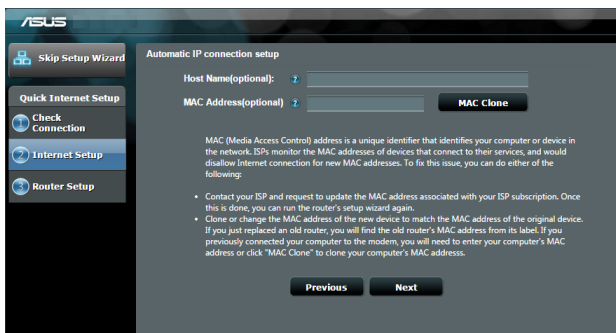 ASUS
Skip Setup Wizard
Quick Internet Setup
1 Check
Connection
2 Internet Setup
3 Router Setup
Automatic IP connection setup
Host Name(optional): ?
MAC Address(optional) ? MAC Clone
MAC (Media Access Control) address is a unique identifier that identifies your computer or device in
the network. ISPs monitor the MAC addresses of devices that connect to their services, and would
disallow Internet connection for new MAC addresses. To fix this issue, you can do either of the
following:
• Contact your ISP and request to update the MAC address associated with your ISP subscription. Once
this is done, you can run the router's setup wizard again.
• Clone or change the MAC address of the new device to match the MAC address of the original device.
If you just replaced an old router, you will find the old router's MAC address from its label. If you
previously connected your computer to the modem, you will need to enter your computer's MAC
address or click "MAC Clone" to clone your computer's MAC addresss.
Previous Next